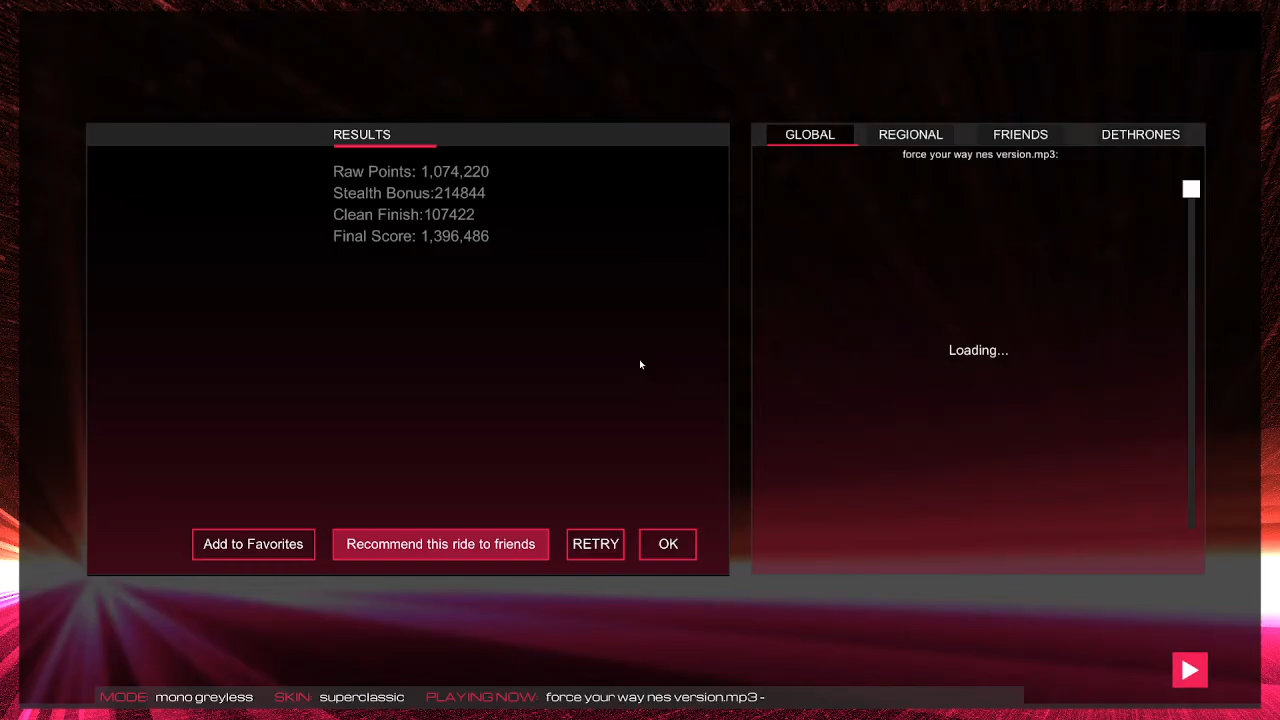 RESULTS
Raw Points: 1,074,220
Stealth Bonus:214844
Clean Finish:107422
Final Score: 1,396,486
Add to Favorites
Recommend this ride to friends
RETRY
OK
GLOBAL
REGIONAL
FRIENDS
DETHRONES
force your way nes version.mp3:
Loading...
MODE: mono greyless SKIN: superclassic PLAYING NOW: force your way nes version.mp3 -